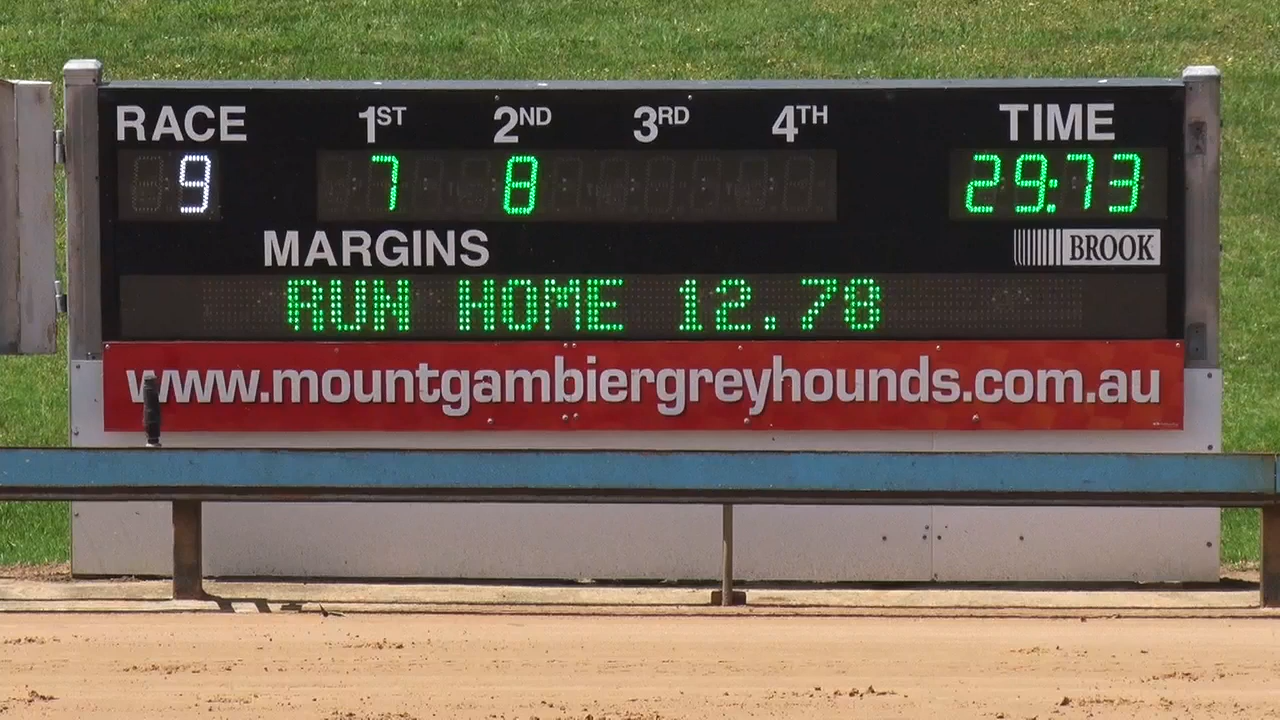 RACE 1ST 2ND 3RD 4TH TIME
9 7 8 29:73
MARGINS BROOK
RUN HOME 12.78
www.mountgambiergreyhounds.com.au